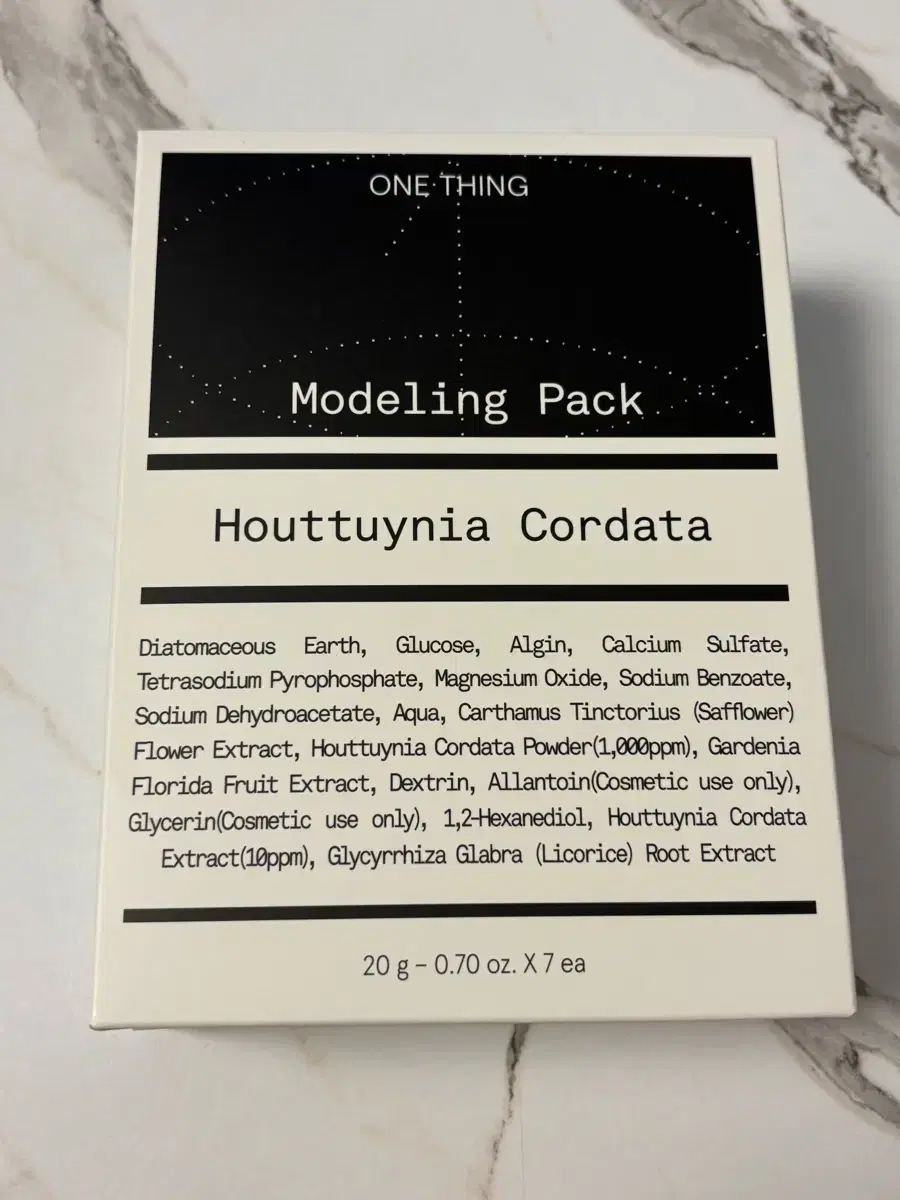 ONE THING
Modeling Pack
Houttuynia Cordata
Diatomaceous Earth, Glucose, Algin, Calcium Sulfate,
Tetrasodium Pyrophosphate, Magnesium Oxide, Sodium Benzoate,
Sodium Dehydroacetate, Aqua, Carthamus Tinctorius (Safflower)
Flower Extract, Houttuynia Cordata Powder(1,000ppm), Gardenia
Florida Fruit Extract, Dextrin, Allantoin(Cosmetic use only),
Glycerin(Cosmetic use only), 1,2-Hexanediol, Houttuynia Cordata
Extract(10ppm), Glycyrrhiza Glabra (Licorice) Root Extract
20 g – 0.70 oz. X 7 ea